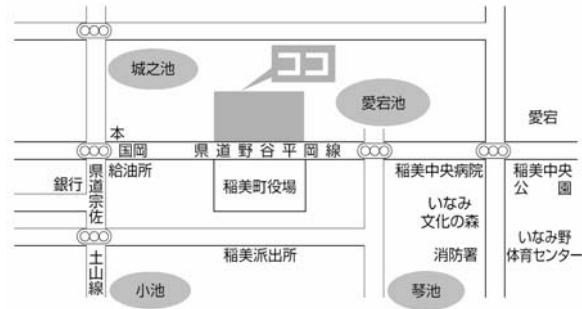 ココ
城之池
愛宕池
愛宕
本
国岡
県道野谷平岡線
給油所
銀行
県道宗佐
土山線
稲美町役場
稲美中央病院
稲美中央
公園
いなみ
文化の森
いなみ野
体育センター
消防署
稲美派出所
小池
琴池